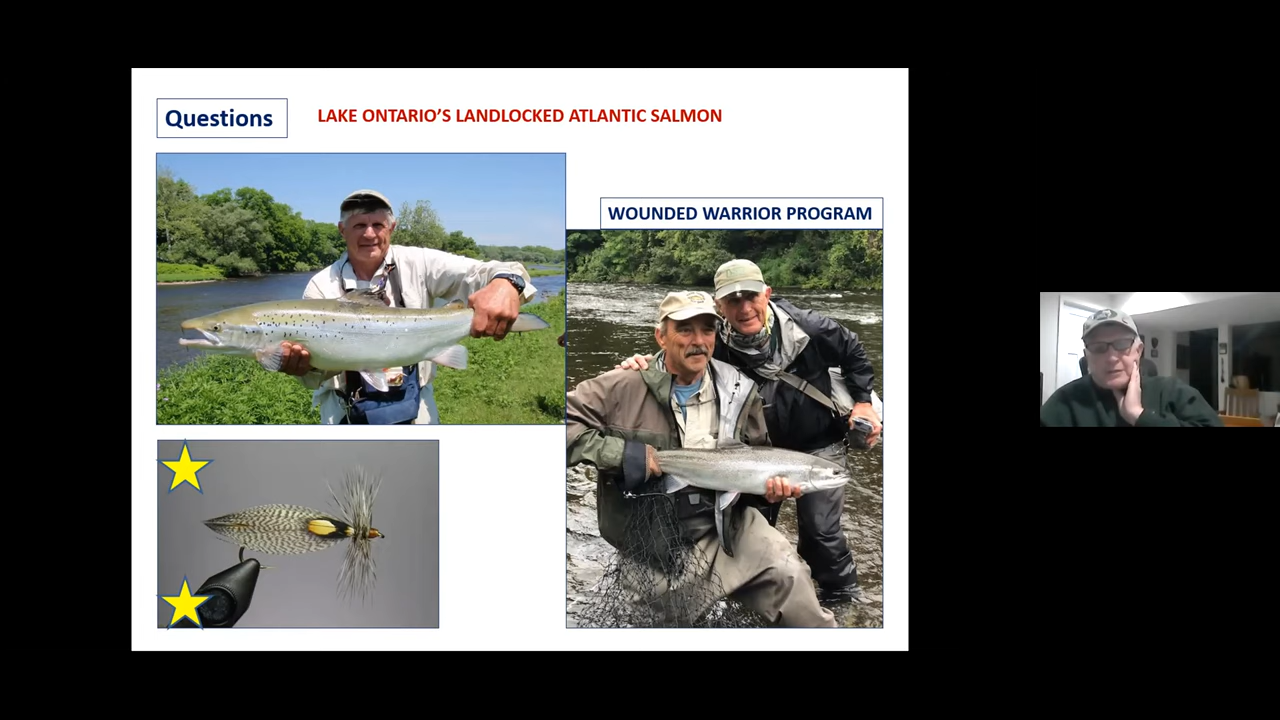 Questions
LAKE ONTARIO'S LANDLOCKED ATLANTIC SALMON
WOUNDED WARRIOR PROGRAM